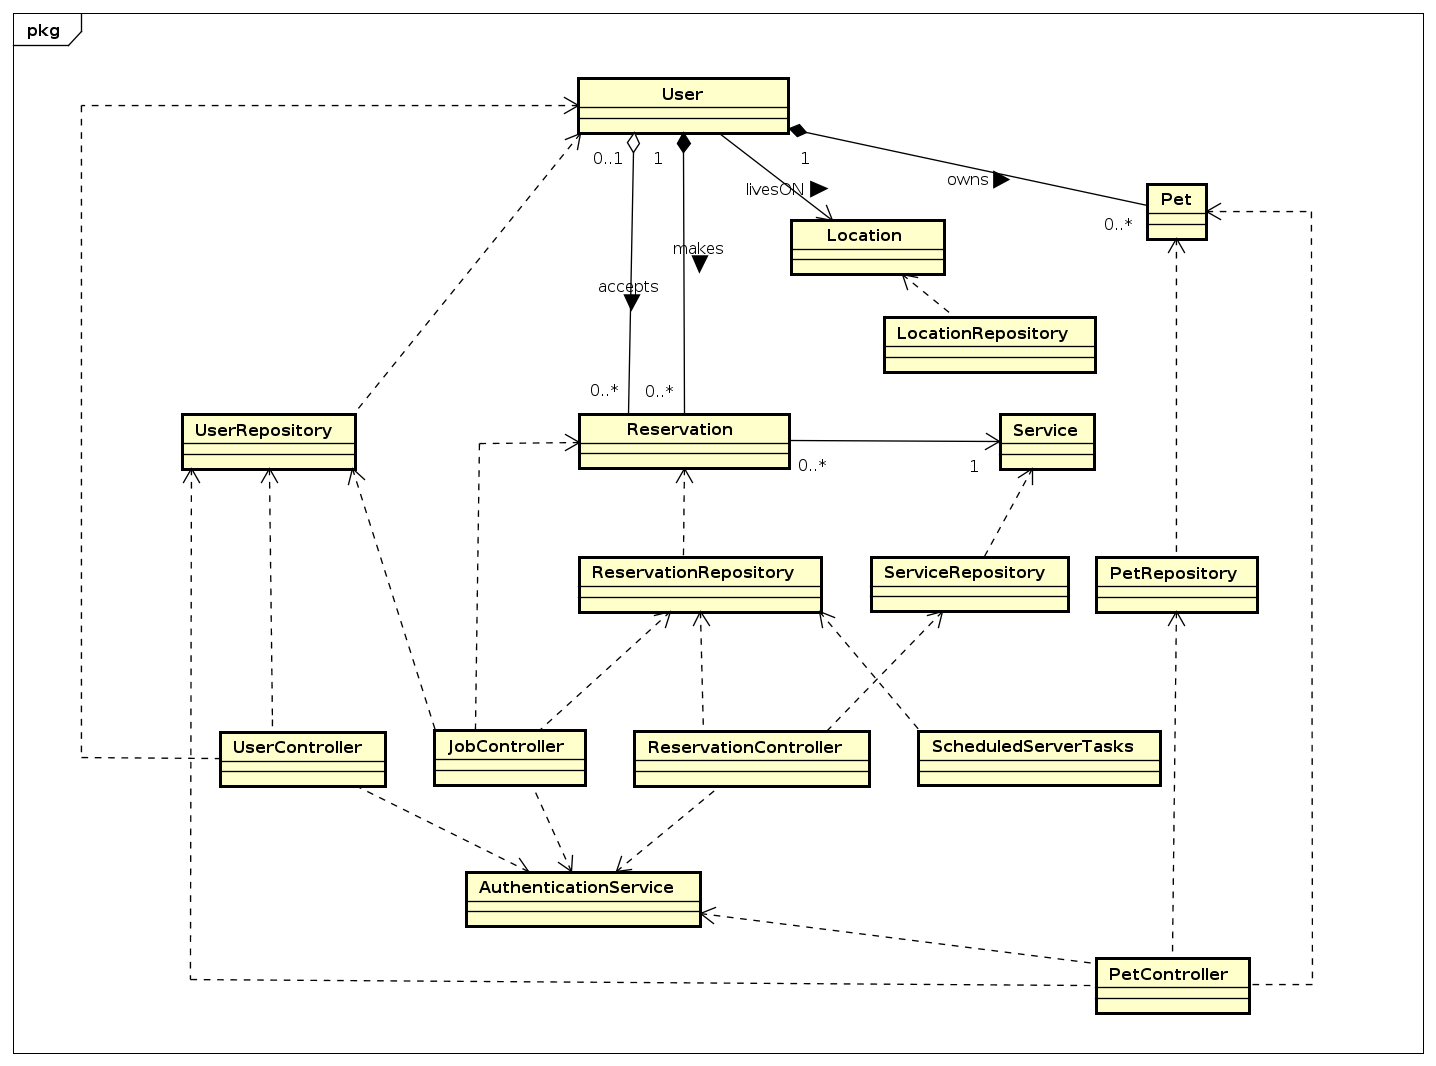 pkg
User
0..1
1
1
livesON
owns
Pet
0..*
Location
makes
accepts
LocationRepository
0..*
0..*
UserRepository
Reservation
Service
0..*
1
ReservationRepository
ServiceRepository
PetRepository
UserController
JobController
ReservationController
ScheduledServerTasks
AuthenticationService
PetController